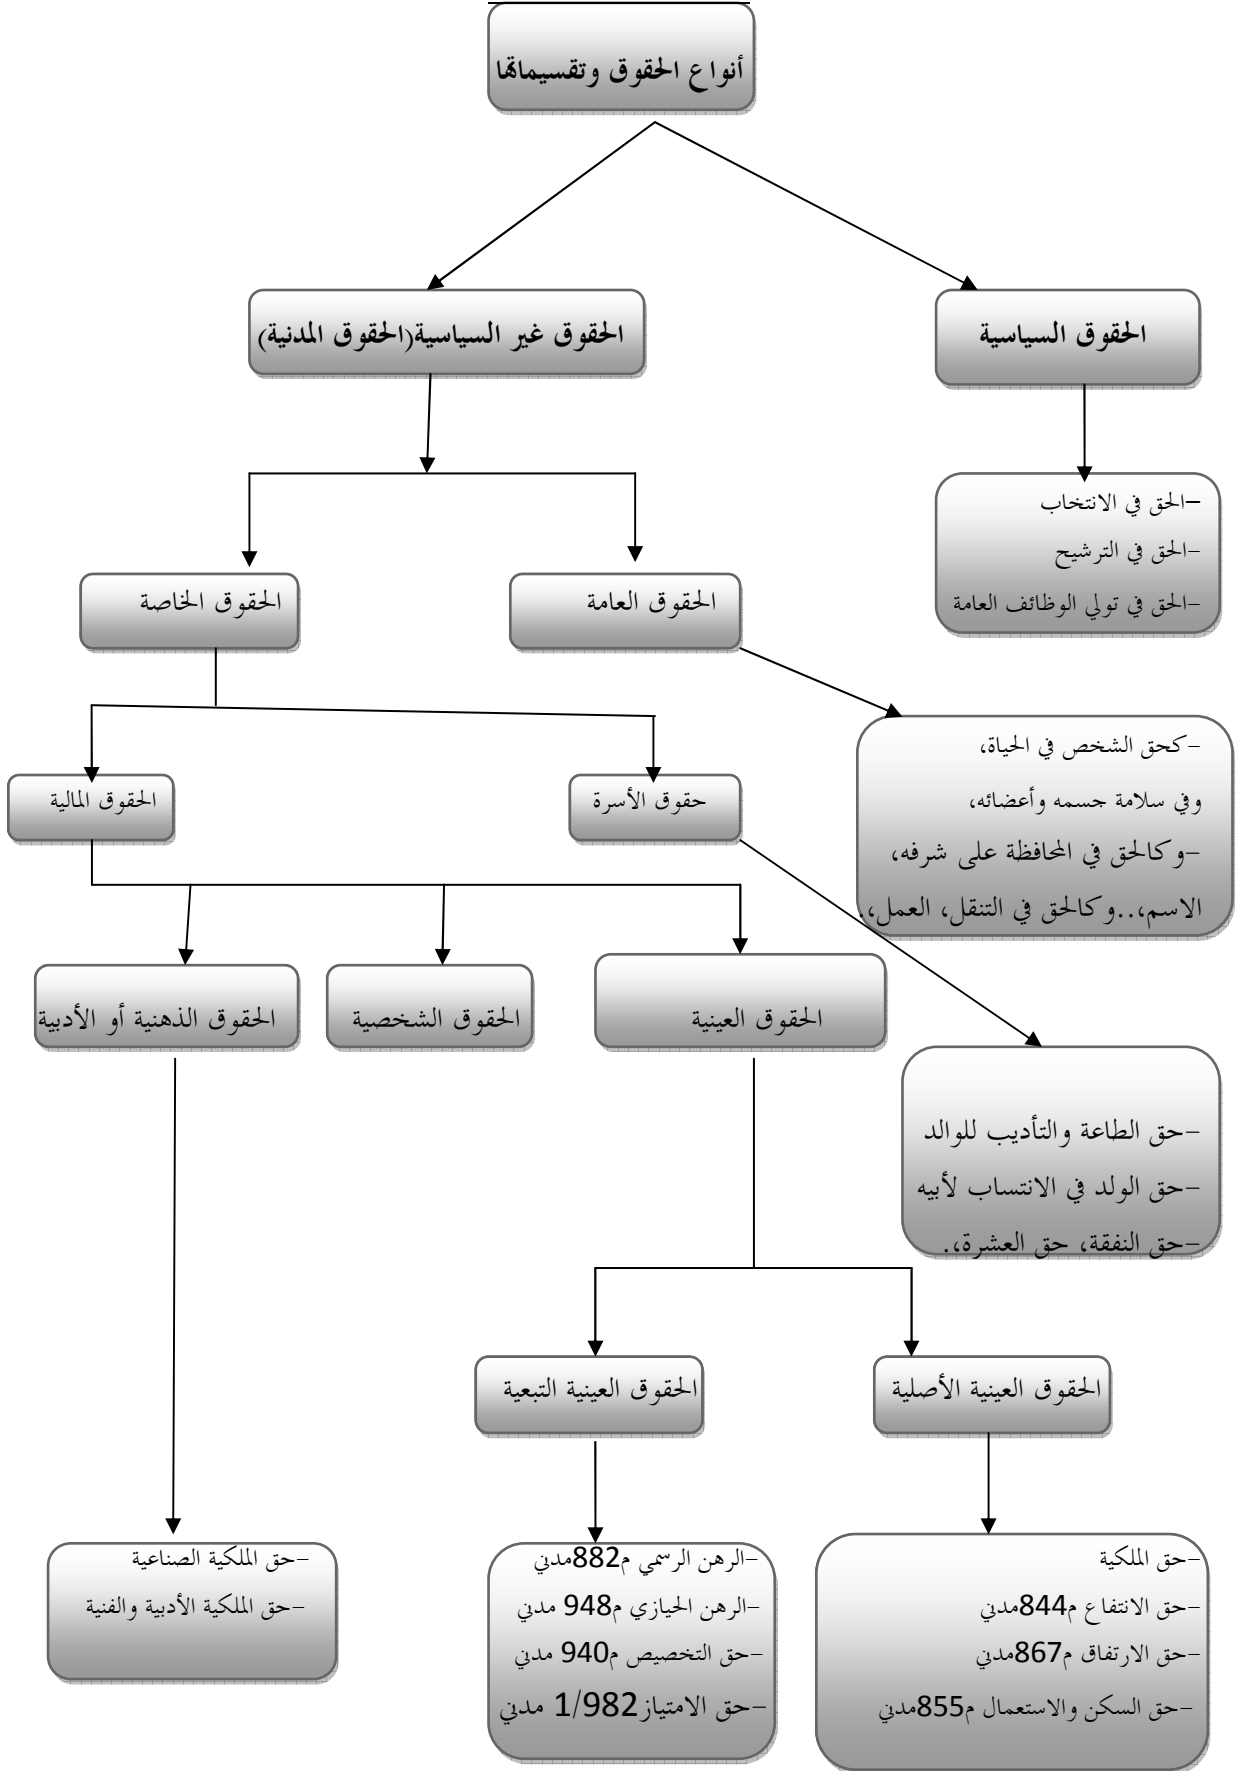 أنواع الحقوق وتقسيماتها
الحقوق السياسية
الحقوق غير السياسية(الحقوق المدنية)
-الحق في الانتخاب
-الحق في الترشيح
-الحق في تولي الوظائف العامة
الحقوق العامة
الحقوق الخاصة
-كحق الشخص في الحياة،
وفي سلامة جسمه وأعضائه،
-وكالحق في المحافظة على شرفه،
الاسم،..وكالحق في التنقل، العمل،.
حقوق الأسرة
الحقوق المالية
الحقوق العينية
الحقوق الشخصية
الحقوق الذهنية أو الأدبية
-حق الطاعة والتأديب للوالد
-حق الولد في الانتساب لأبيه
-حق النفقة، حق العشرة،.
الحقوق العينية الأصلية
الحقوق العينية التبعية
-حق الملكية
-حق الانتفاع م844مدني
-حق الارتفاق م867مدني
-حق السكن والاستعمال م855مدني
-الرهن الرسمي م882مدني
-الرهن الحيازي م948 مدني
-حق التخصيص م940 مدني
-حق الامتياز1/982 مدني
-حق الملكية الصناعية
-حق الملكية الأدبية والفنية